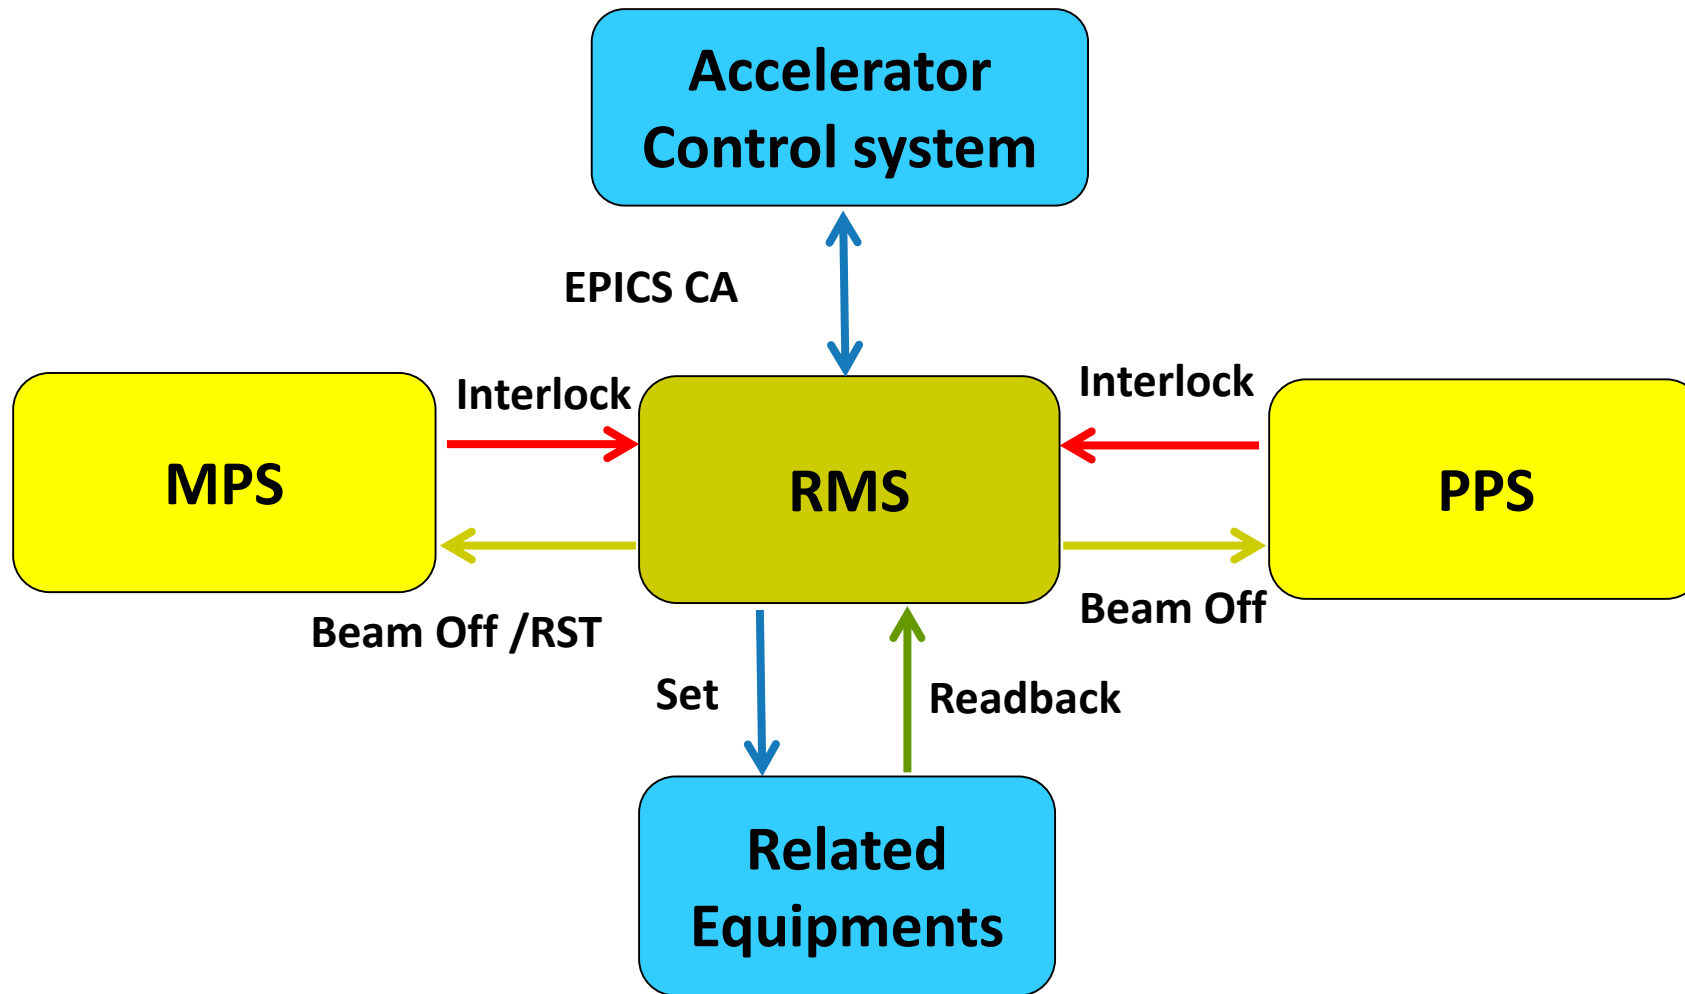 Accelerator
Control system
EPICS CA
Interlock
Interlock
MPS
RMS
PPS
Beam Off /RST
Beam Off
Set
Readback
Related
Equipments